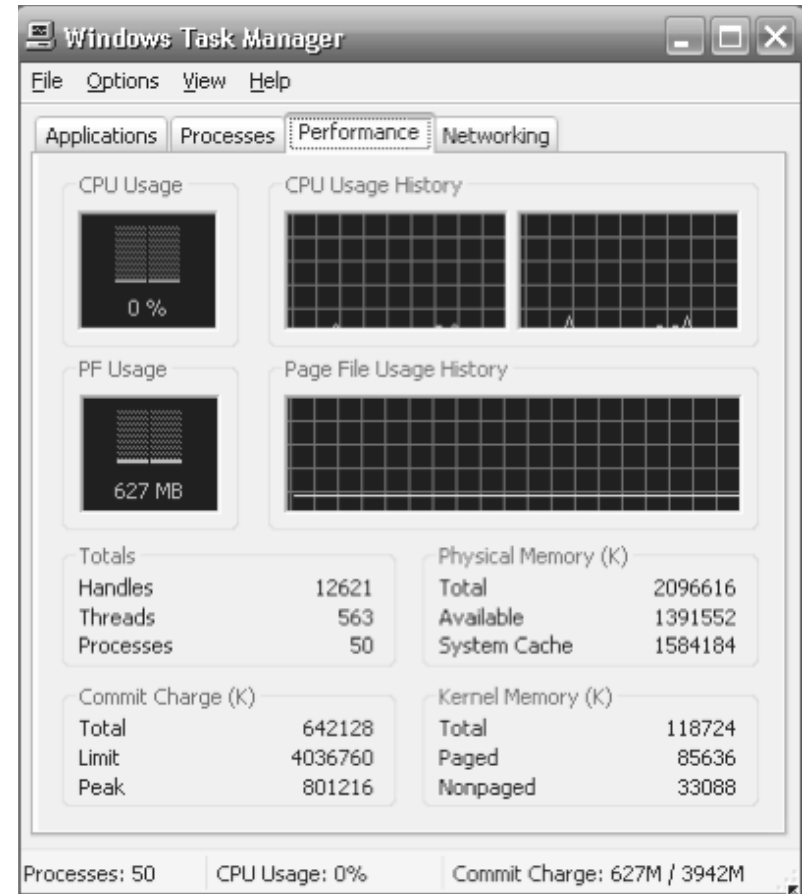 Windows Task Manager
File Options View Help
Applications Processes Performance Networking
CPU Usage
0 %
CPU Usage History
PF Usage
627 MB
Page File Usage History
Totals
Handles 12621
Threads 563
Processes 50
Physical Memory (K)
Total 2096616
Available 1391552
System Cache 1584184
Commit Charge (K)
Total 642128
Limit 4036760
Peak 801216
Kernel Memory (K)
Total 118724
Paged 85636
Nonpaged 33088
Processes: 50 CPU Usage: 0% Commit Charge: 627M / 3942M